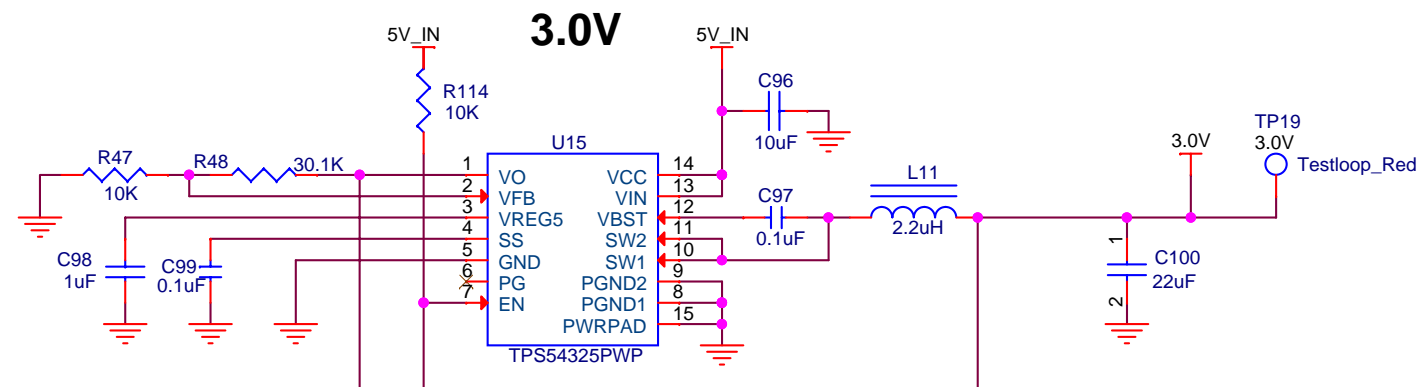 3.0V
5V_IN
5V_IN
R114
10K
C96
10uF
TP19
3.0V
Testloop_Red
3.0V
U15
R47
10K
R48
30.1K
1
VO
2
VFB
3
VREG5
4
SS
5
GND
6
PG
7
EN
14
VCC
13
VIN
12
VBST
11
SW2
10
SW1
9
PGND2
8
PGND1
15
PWRPAD
TPS54325PWP
C97
0.1uF
L11
2.2uH
C98
1uF
C99
0.1uF
1
C100
22uF
2